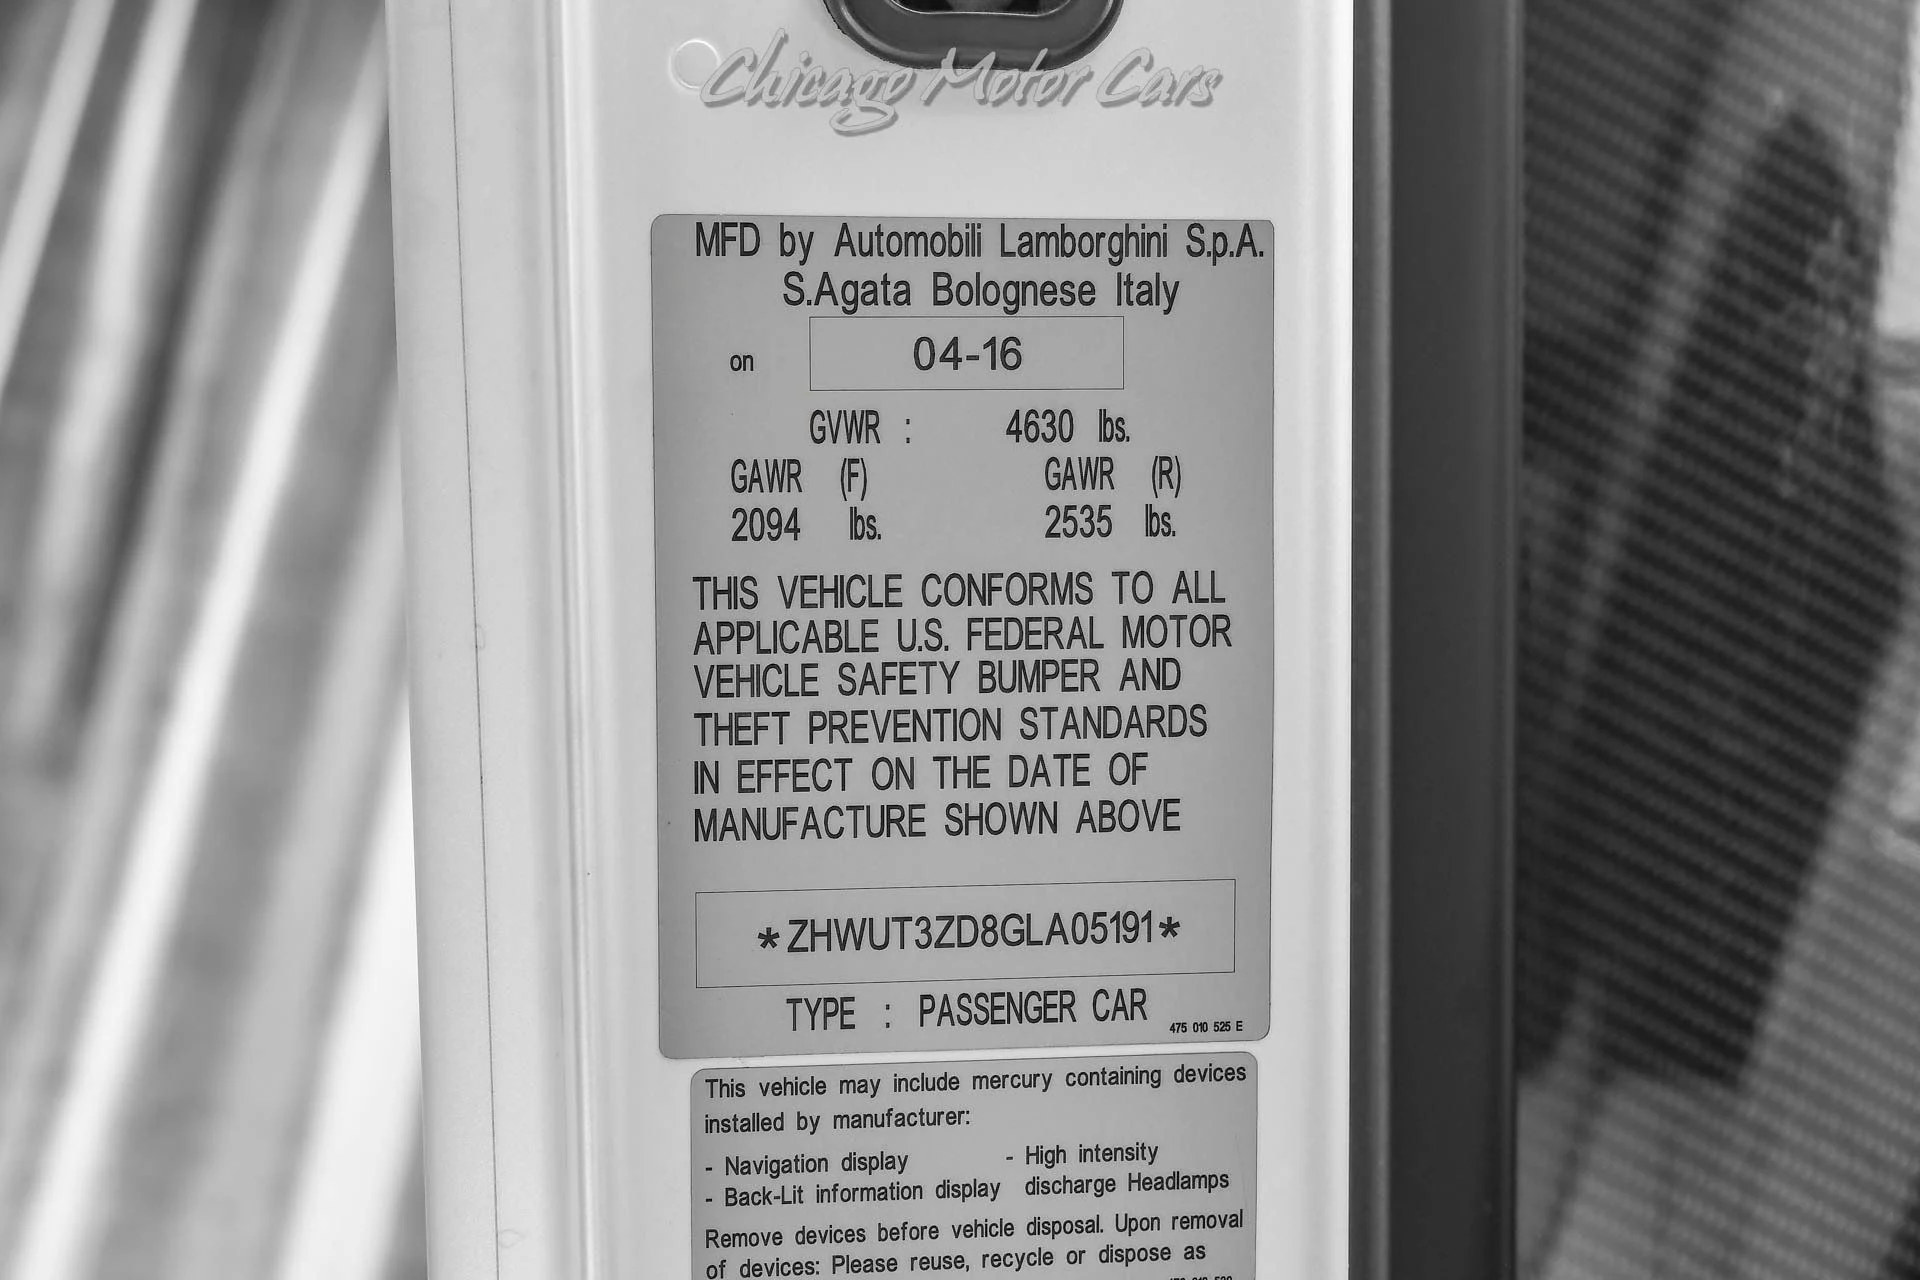 Chicago Motor Cars
MFD by Automobili Lamborghini S.p.A.
S.Agata Bolognese Italy
on 04-16
GVWR : 4630 lbs.
GAWR (F) GAWR (R)
2094 lbs. 2535 lbs.
THIS VEHICLE CONFORMS TO ALL
APPLICABLE U.S. FEDERAL MOTOR
VEHICLE SAFETY BUMPER AND
THEFT PREVENTION STANDARDS
IN EFFECT ON THE DATE OF
MANUFACTURE SHOWN ABOVE
*ZHWUT3ZD8GLA05191*
TYPE : PASSENGER CAR
475 010 525 E
This vehicle may include mercury containing devices
installed by manufacturer:
- Navigation display - High intensity
- Back-Lit information display discharge Headlamps
Remove devices before vehicle disposal. Upon removal
of devices: Please reuse, recycle or dispose as